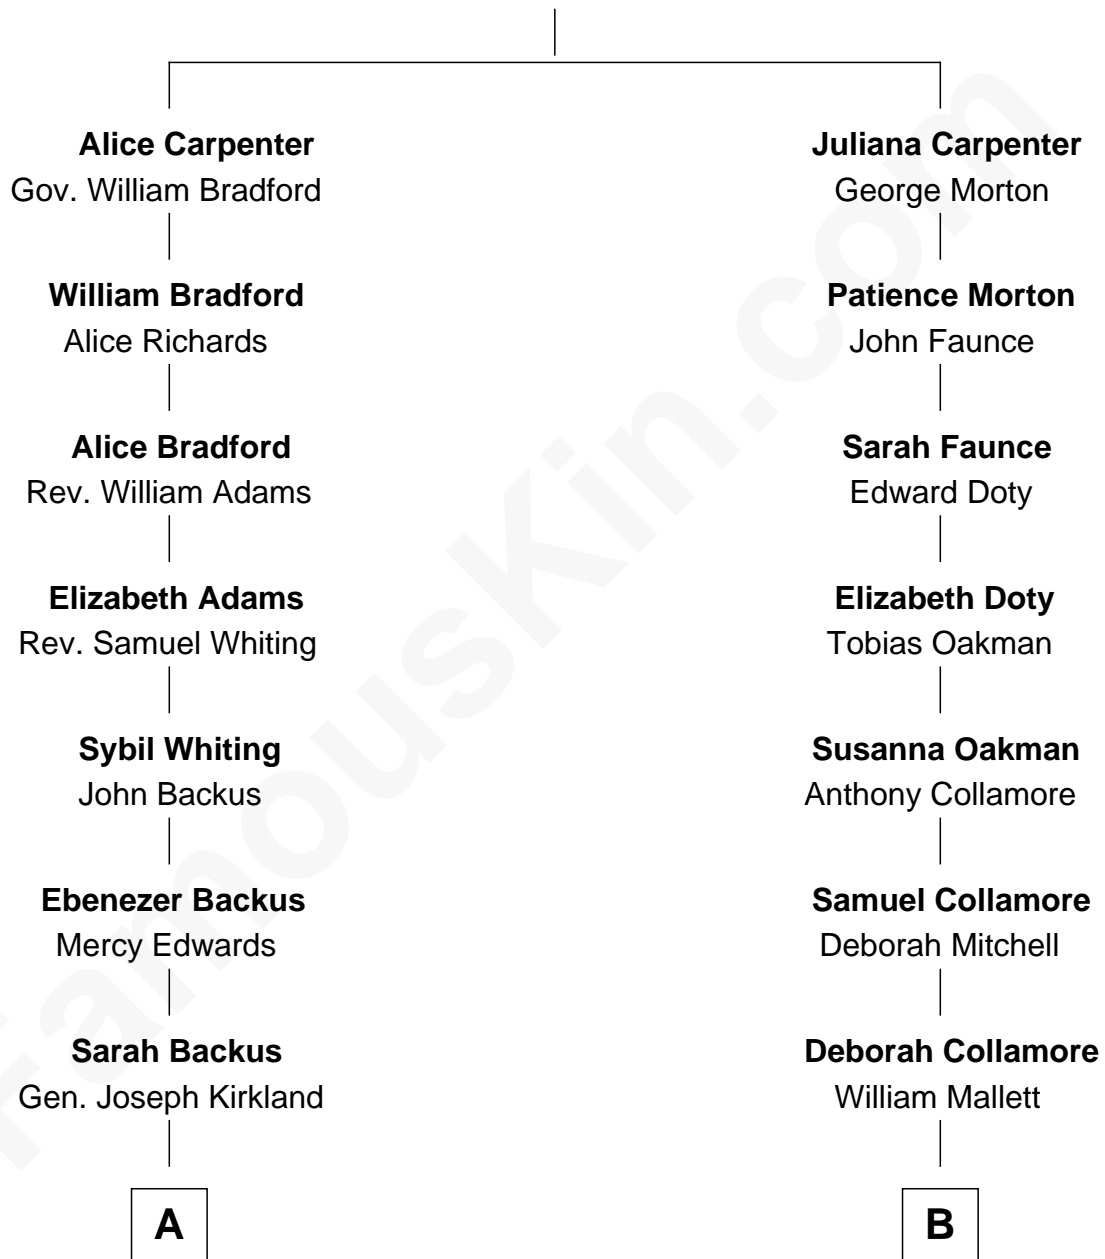 Alice Carpenter
Gov. William Bradford
William Bradford
Alice Richards
Alice Bradford
Rev. William Adams
Elizabeth Adams
Rev. Samuel Whiting
Sybil Whiting
John Backus
Ebenezer Backus
Mercy Edwards
Sarah Backus
Gen. Joseph Kirkland
A
Juliana Carpenter
George Morton
Patience Morton
John Faunce
Sarah Faunce
Edward Doty
Elizabeth Doty
Tobias Oakman
Susanna Oakman
Anthony Collamore
Samuel Collamore
Deborah Mitchell
Deborah Collamore
William Mallett
B
FamousKin.com